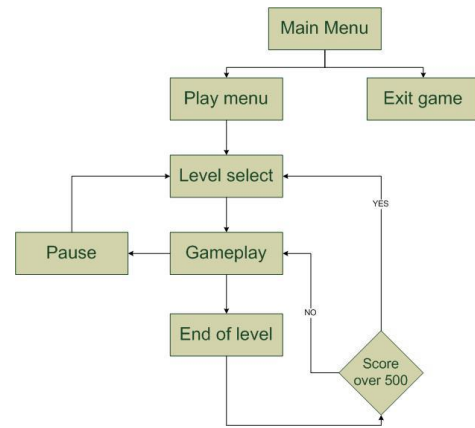 Main Menu
Play menu
Exit game
Level select
YES
Pause
Gameplay
NO
End of level
Score
over 500